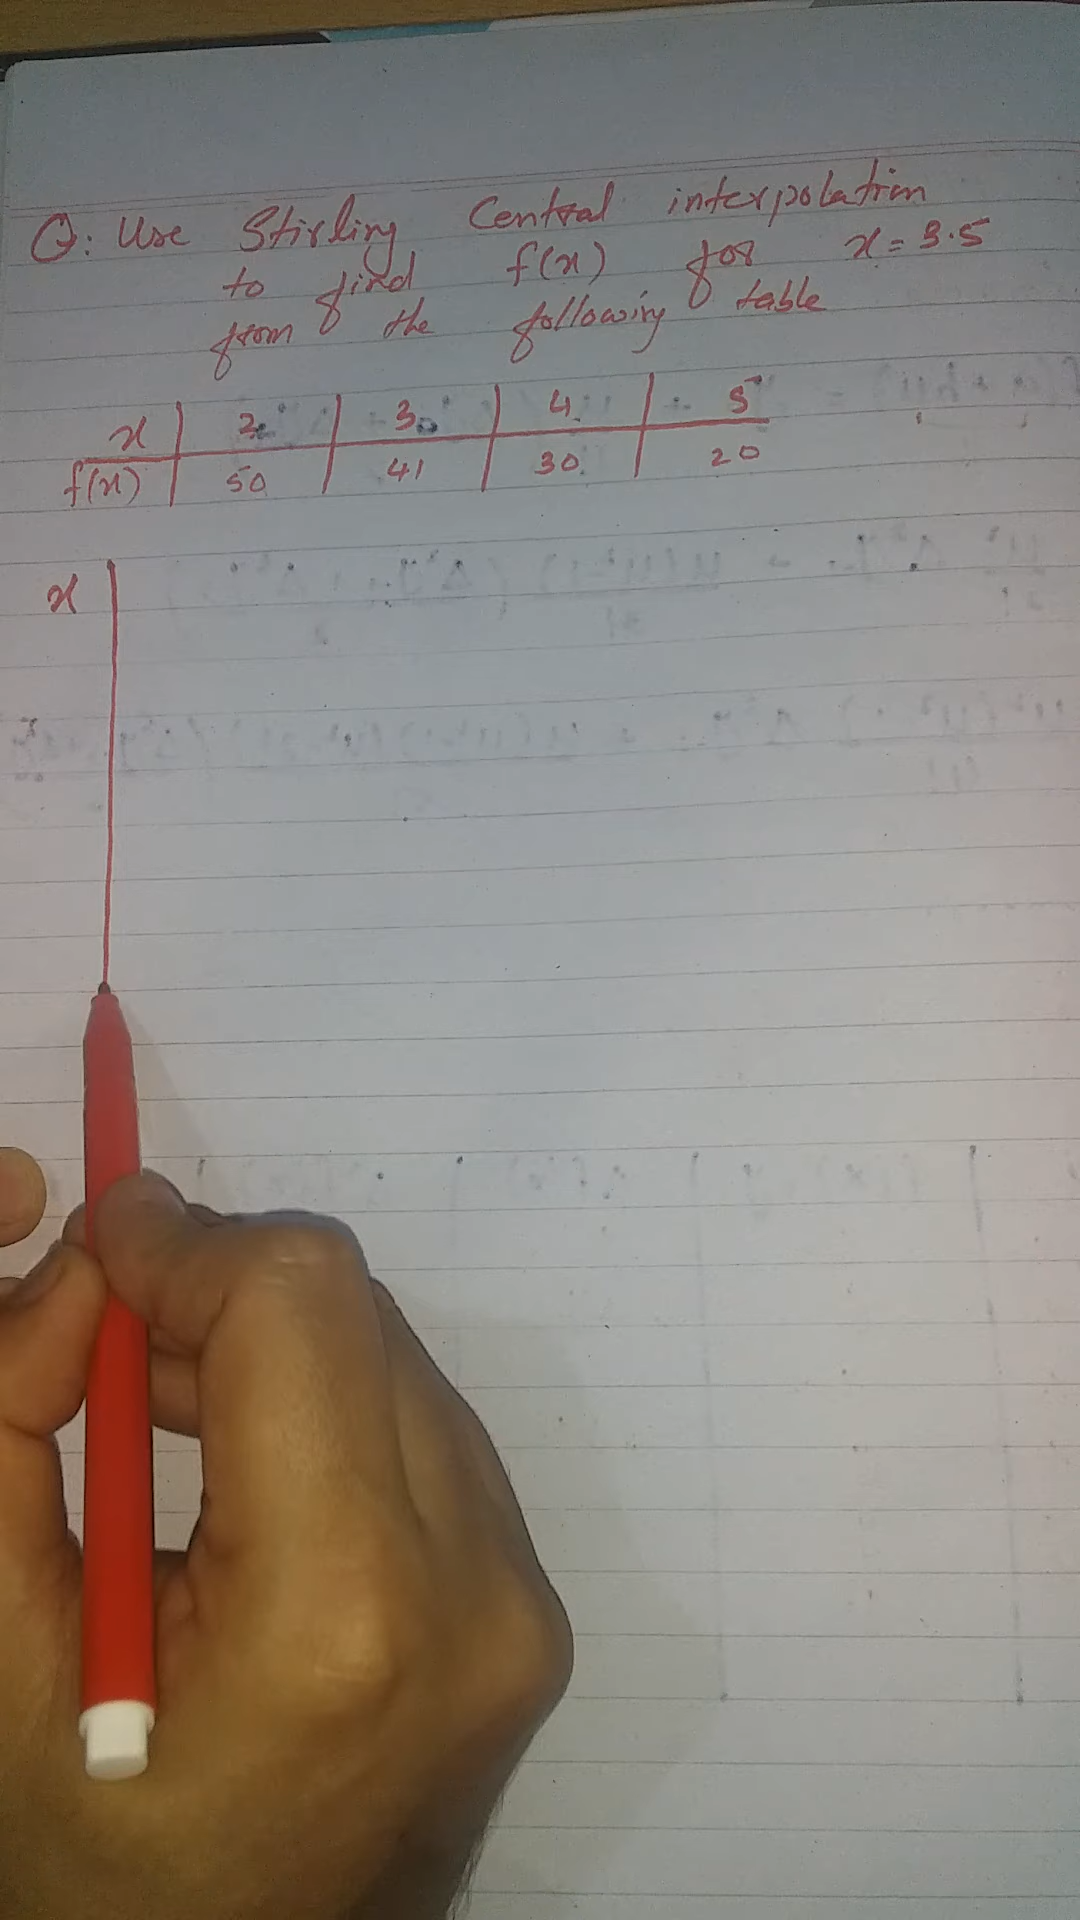 Q: Use Stirling Central interpolation
to find f(x) for x = 3.5
from the following table
x | 2 | 3 | 4 | 5
f(x) | 50 | 41 | 30 | 20
x